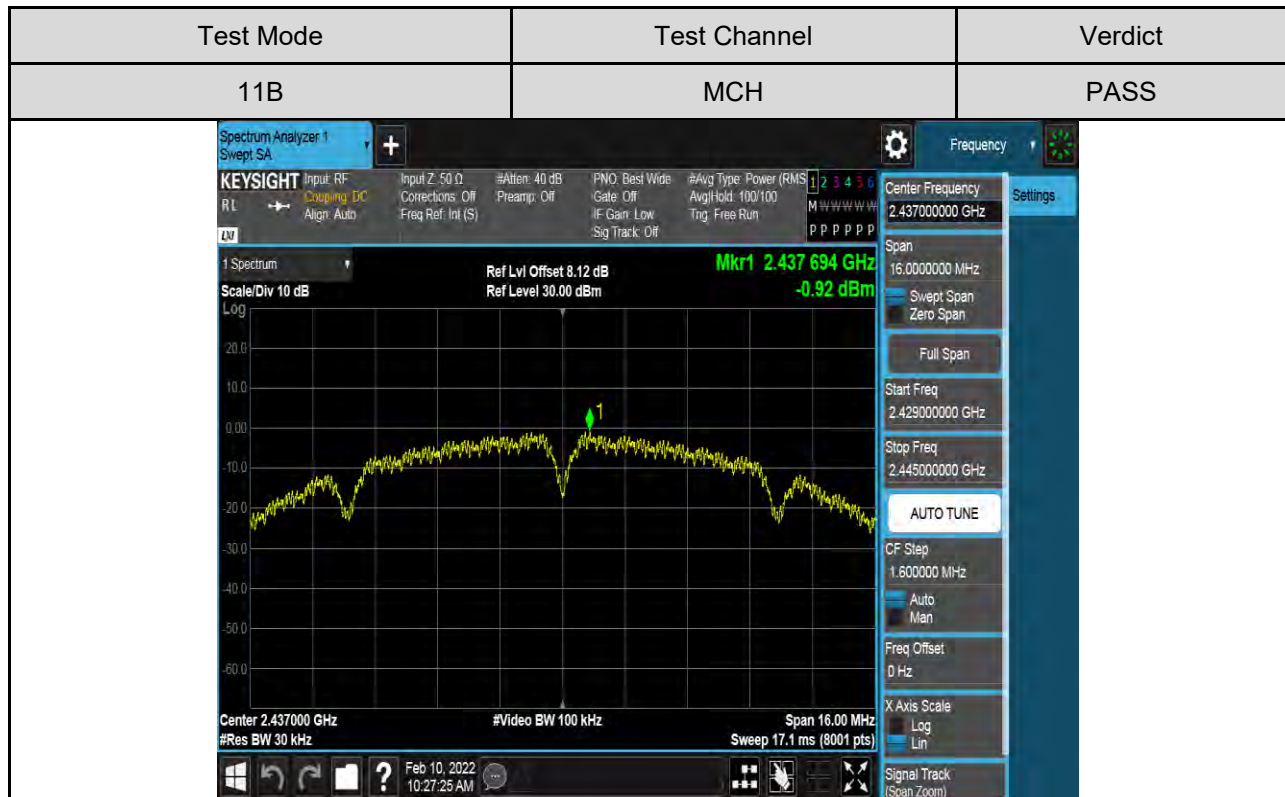 Test Mode Test Channel Verdict
11B MCH PASS
Spectrum Analyzer 1
Swept SA
+
Frequency
KEYSIGHT Input: RF Input Z: 50 Ω #Atten: 40 dB PNO: Best Wide #Avg Type: Power (RMS 1 2 3 4 5 6
RL Coupling: DC Corrections: Off Preamp: Off Gate: Off Avg|Hold: 100/100 M W W W W W
Align: Auto Freq Ref: Int (S) IF Gain: Low Trig: Free Run
LXI Sig Track: Off P P P P P P
Center Frequency
2.437000000 GHz
Settings
Span
16.0000000 MHz
Swept Span
Zero Span
Full Span
Start Freq
2.429000000 GHz
Stop Freq
2.445000000 GHz
AUTO TUNE
CF Step
1.600000 MHz
Auto
Man
Freq Offset
0 Hz
X Axis Scale
Log
Lin
Signal Track
(Span Zoom)
1 Spectrum Ref Lvl Offset 8.12 dB Mkr1 2.437 694 GHz
Scale/Div 10 dB Ref Level 30.00 dBm -0.92 dBm
Log
20.0
10.0
1
0.00
-10.0
-20.0
-30.0
-40.0
-50.0
-60.0
Center 2.437000 GHz #Video BW 100 kHz Span 16.00 MHz
#Res BW 30 kHz Sweep 17.1 ms (8001 pts)
? Feb 10, 2022
10:27:25 AM